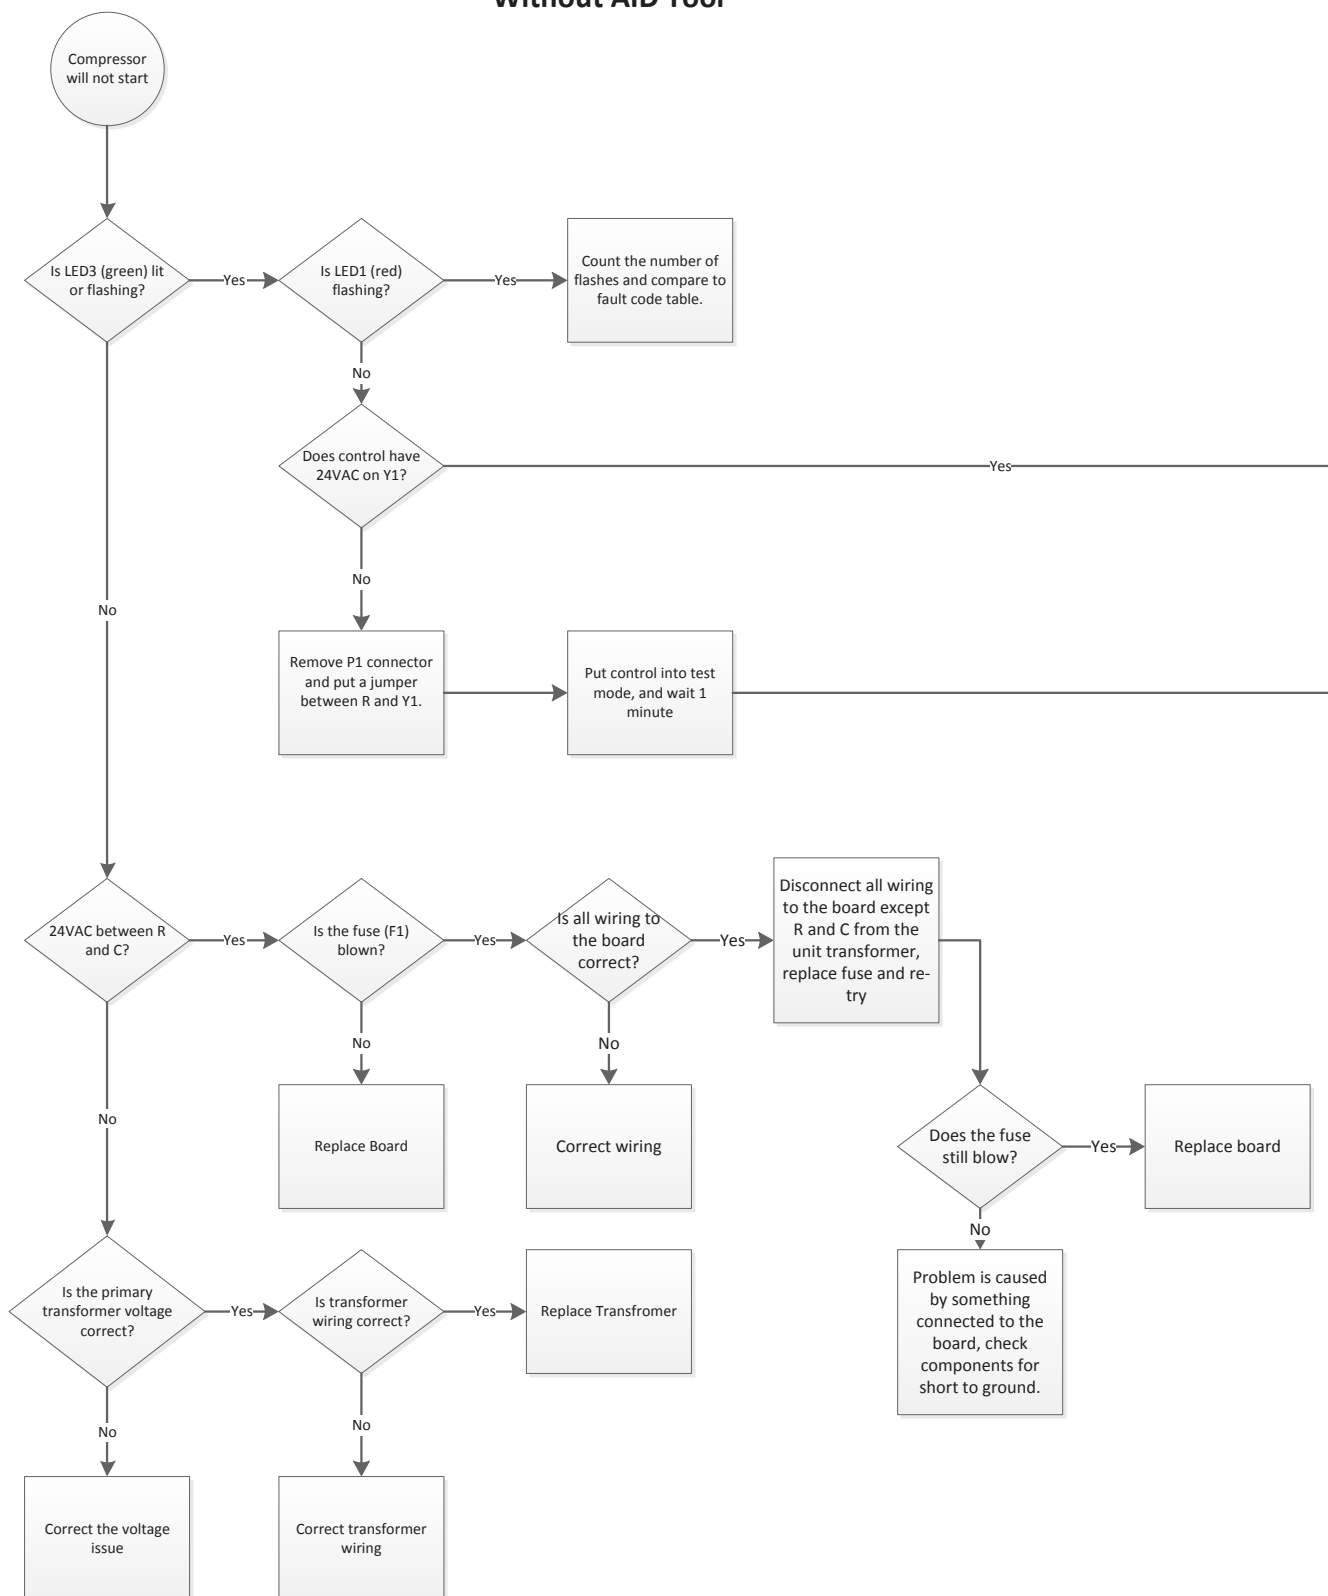 Without AID Tool
Compressor
will not start
Is LED3 (green) lit
or flashing?
Yes
Is LED1 (red)
flashing?
Yes
Count the number of
flashes and compare to
fault code table.
No
Does control have
24VAC on Y1?
Yes
No
No
Remove P1 connector
and put a jumper
between R and Y1.
Put control into test
mode, and wait 1
minute
24VAC between R
and C?
Yes
Is the fuse (F1)
blown?
Yes
Is all wiring to
the board
correct?
Yes
Disconnect all wiring
to the board except
R and C from the
unit transformer,
replace fuse and re-
try
No
No
No
Replace Board
Correct wiring
Does the fuse
still blow?
Yes
Replace board
No
Problem is caused
by something
connected to the
board, check
components for
short to ground.
Is the primary
transformer voltage
correct?
Yes
Is transformer
wiring correct?
Yes
Replace Transfromer
No
No
Correct the voltage
issue
Correct transformer
wiring